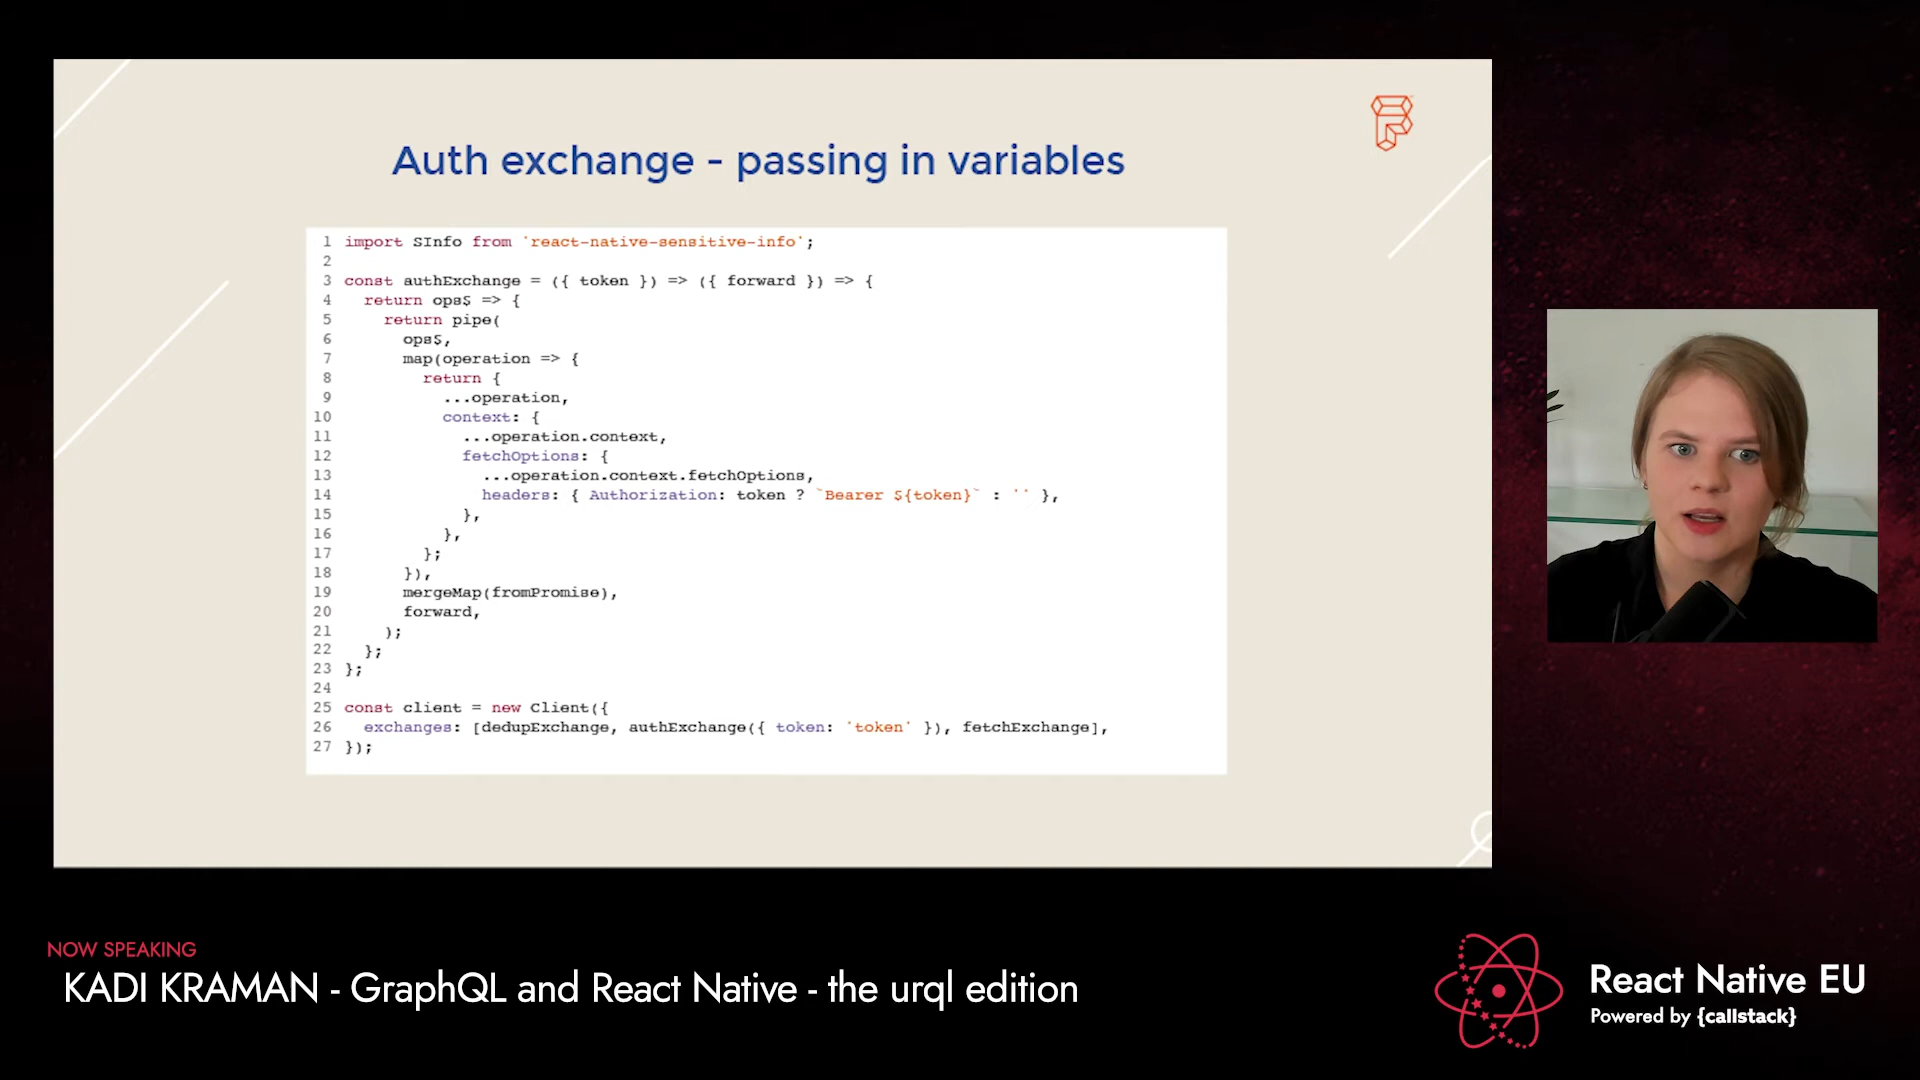 Auth exchange - passing in variables
1 import SInfo from 'react-native-sensitive-info';
2
3 const authExchange = ({ token }) => ({ forward }) => {
4 return ops$ => {
5 return pipe(
6 ops$,
7 map(operation => {
8 return {
9 ...operation,
10 context: {
11 ...operation.context,
12 fetchOptions: {
13 ...operation.context.fetchOptions,
14 headers: { Authorization: token ? `Bearer ${token}` : '' },
15 },
16 },
17 };
18 }),
19 mergeMap(fromPromise),
20 forward,
21 );
22 };
23 };
24
25 const client = new Client({
26 exchanges: [dedupExchange, authExchange({ token: 'token' }), fetchExchange],
27 });
NOW SPEAKING
KADI KRAMAN - GraphQL and React Native - the urql edition
React Native EU
Powered by {callstack}